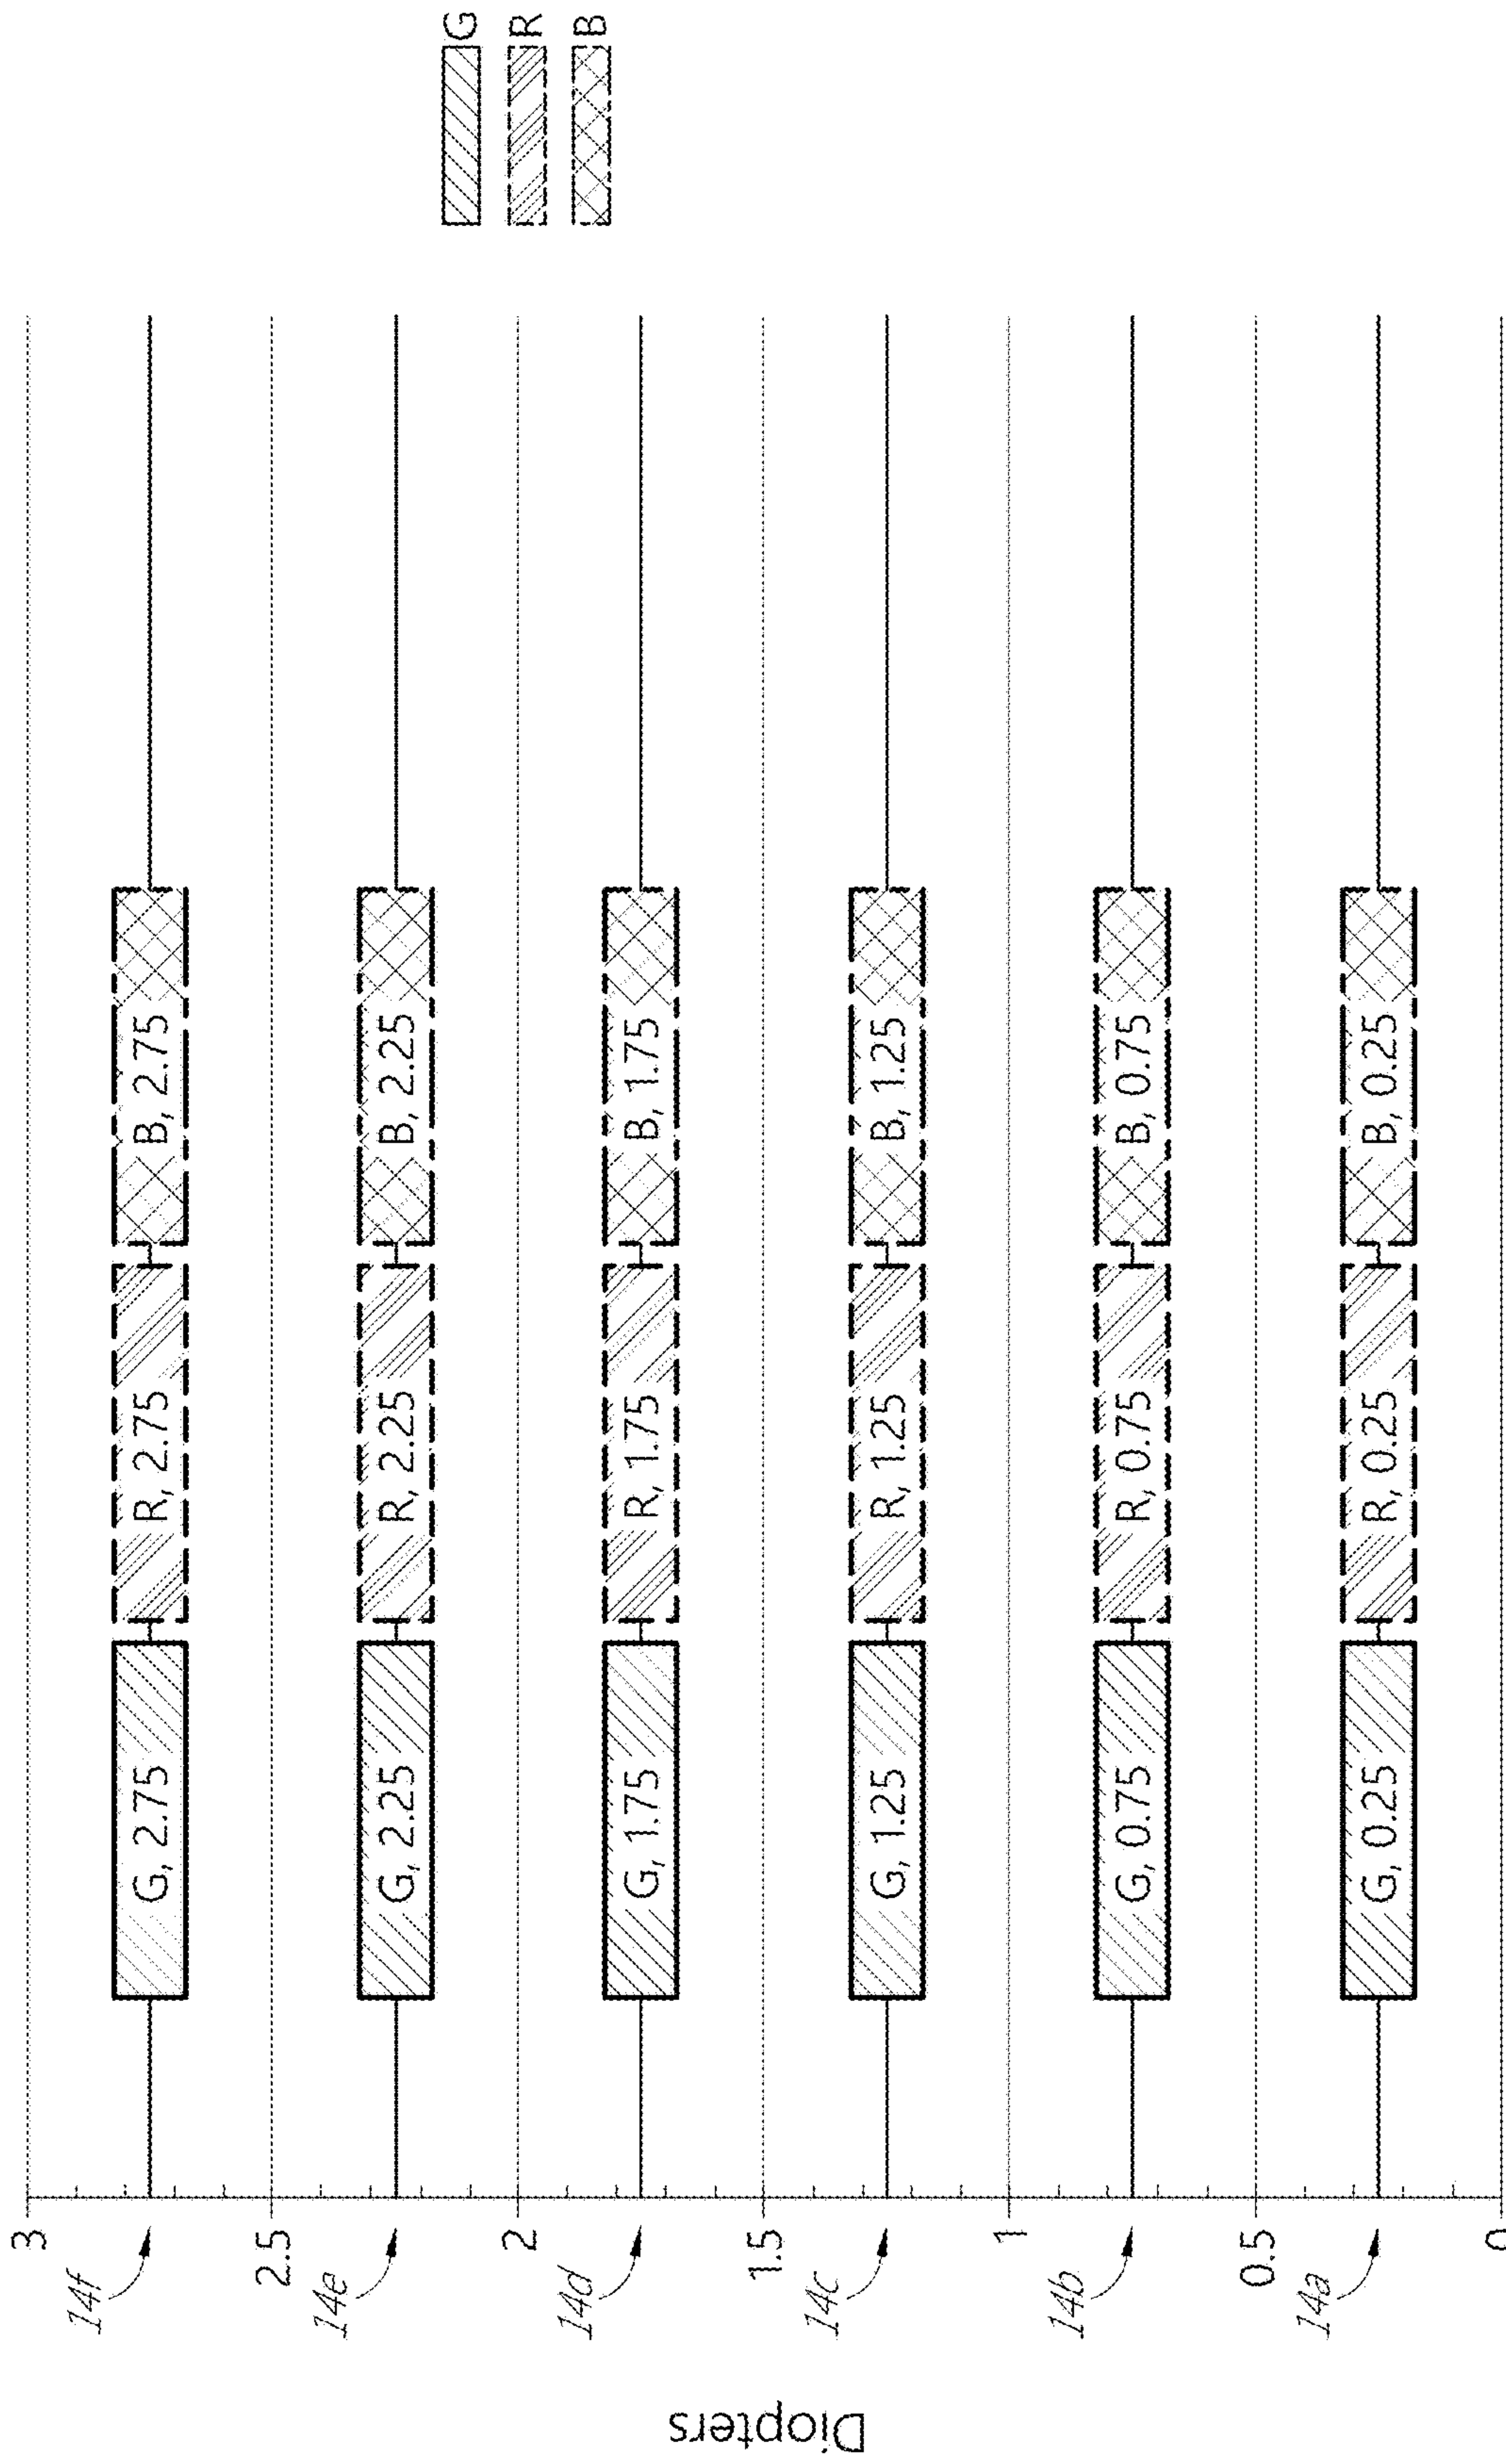 Diopters
3
14f
G, 2.75 R, 2.75 B, 2.75
2.5
14e
G, 2.25 R, 2.25 B, 2.25
2
14d
G, 1.75 R, 1.75 B, 1.75
1.5
14c
G, 1.25 R, 1.25 B, 1.25
1
14b
G, 0.75 R, 0.75 B, 0.75
0.5
14a
G, 0.25 R, 0.25 B, 0.25
0
G
R
B